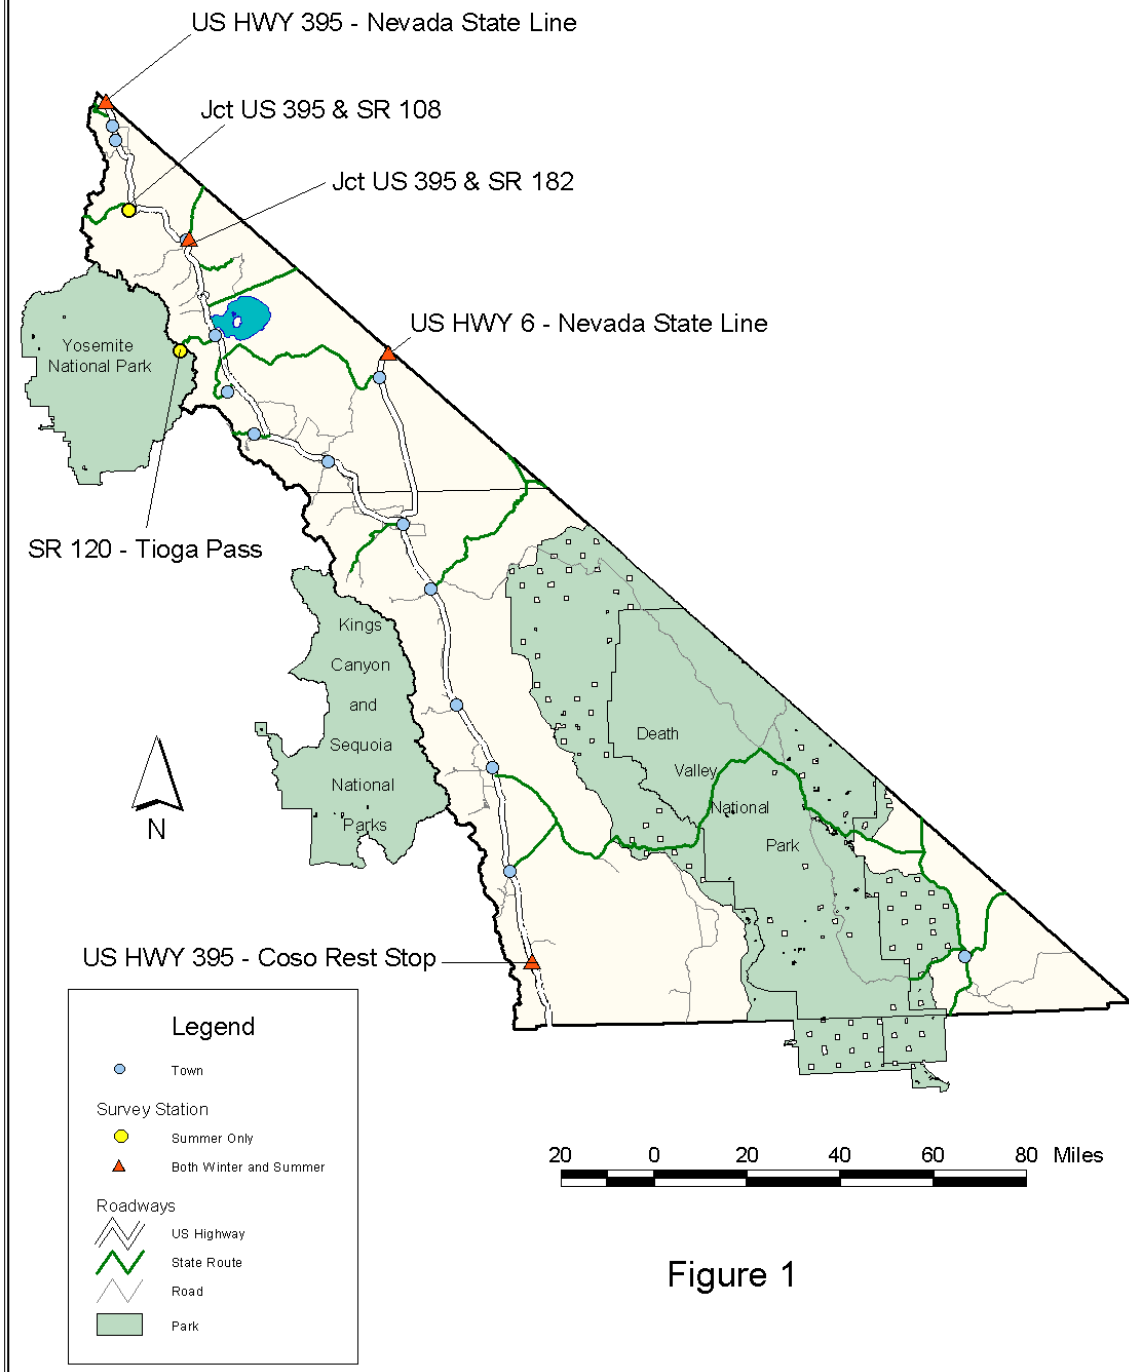 US HWY 395 - Nevada State Line
Jct US 395 & SR 108
Jct US 395 & SR 182
US HWY 6 - Nevada State Line
Yosemite
National Park
SR 120 - Tioga Pass
Kings
Canyon
and
Sequoia
National
Parks
Death
Valley
National
Park
N
US HWY 395 - Coso Rest Stop
Legend
Town
Survey Station
Summer Only
Both Winter and Summer
Roadways
US Highway
State Route
Road
Park
20 0 20 40 60 80 Miles
Figure 1